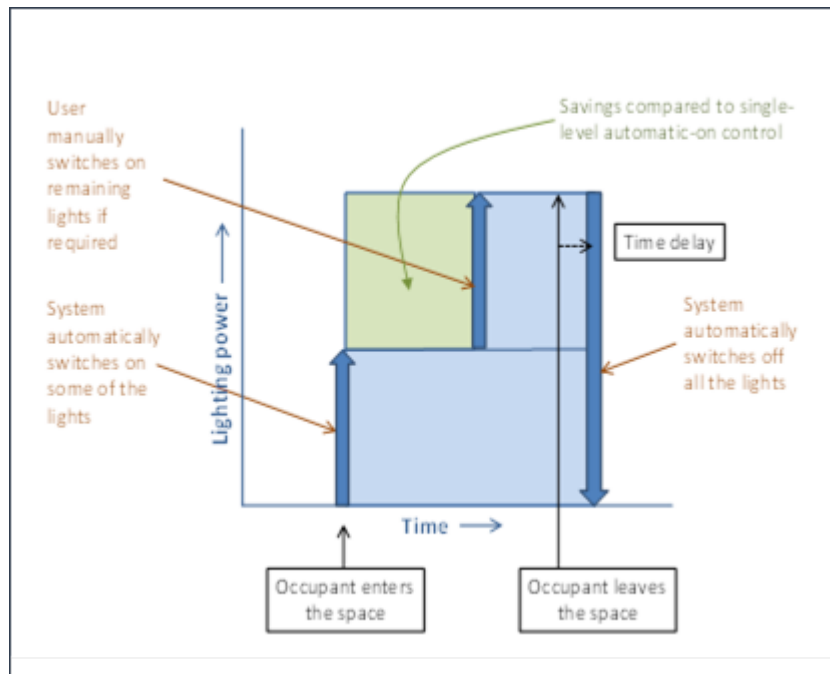 User
manually
switches on
remaining
lights if
required
Savings compared to single-
level automatic-on control
Time delay
System
automatically
switches on
some of the
lights
Lighting power
System
automatically
switches off
all the lights
Time
Occupant enters
the space
Occupant leaves
the space